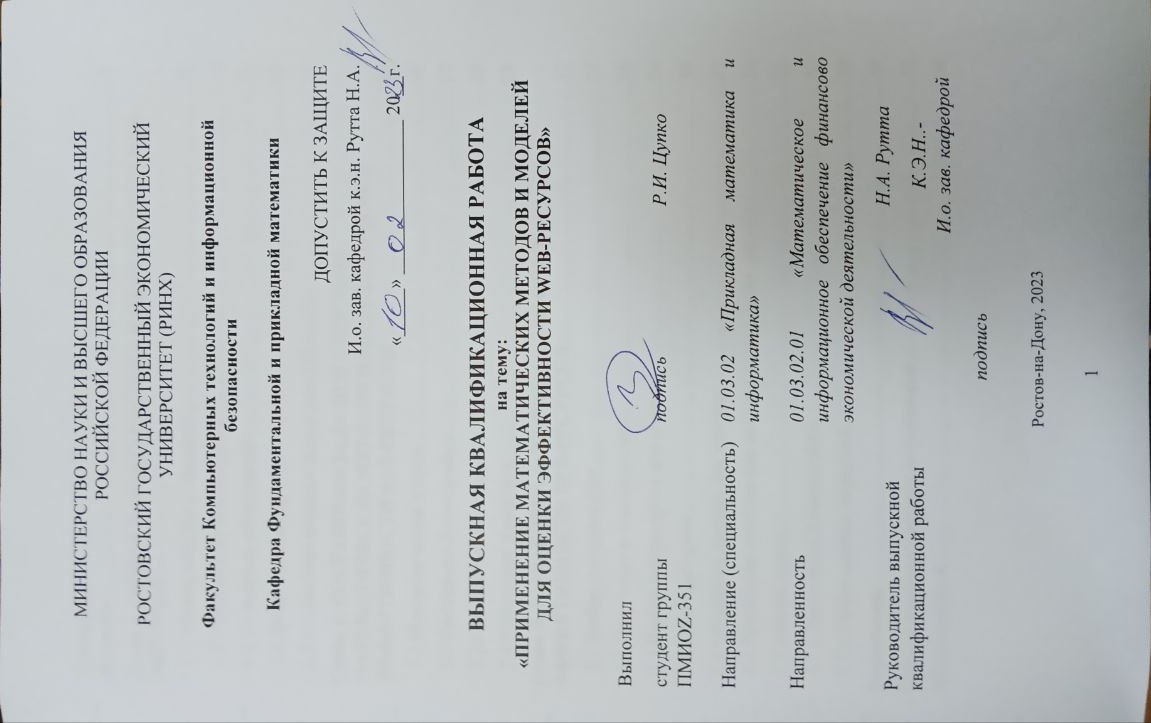 МИНИСТЕРСТВО НАУКИ И ВЫСШЕГО ОБРАЗОВАНИЯ
РОССИЙСКОЙ ФЕДЕРАЦИИ
РОСТОВСКИЙ ГОСУДАРСТВЕННЫЙ ЭКОНОМИЧЕСКИЙ
УНИВЕРСИТЕТ (РИНХ)
Факультет Компьютерных технологий и информационной
безопасности
Кафедра Фундаментальной и прикладной математики
ДОПУСТИТЬ К ЗАЩИТЕ
И.о. зав. кафедрой к.э.н. Рутта Н.А.
«10» 02 2023г.
ВЫПУСКНАЯ КВАЛИФИКАЦИОННАЯ РАБОТА
на тему:
«ПРИМЕНЕНИЕ МАТЕМАТИЧЕСКИХ МЕТОДОВ И МОДЕЛЕЙ
ДЛЯ ОЦЕНКИ ЭФФЕКТИВНОСТИ WEB-РЕСУРСОВ»
Выполнил
студент группы подпись Р.И. Цупко
ПМИОZ-351
Направление (специальность) 01.03.02 «Прикладная математика и
информатика»
Направленность 01.03.02.01 «Математическое и
информационное обеспечение финансово
экономической деятельности»
Руководитель выпускной Н.А. Рутта
квалификационной работы К.Э.Н..-
И.о. зав. кафедрой
подпись
Ростов-на-Дону, 2023
1